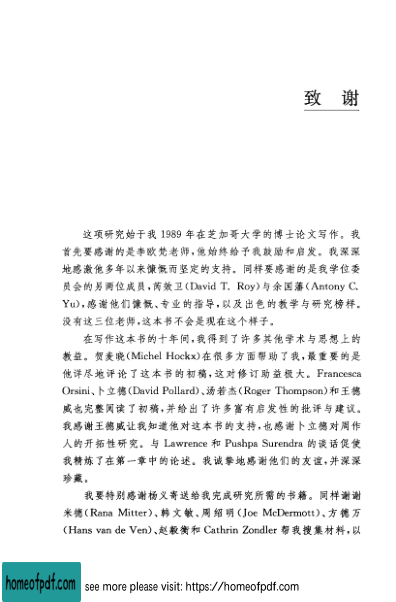 致 谢
这项研究始于我 1989 年在芝加哥大学的博士论文写作。我
首先要感谢的是李欧梵老师,他始终给予我鼓励和启发。我深深
地感激他多年以来慷慨而坚定的支持。同样要感谢的是我学位委
员会的另两位成员,芮效卫(David T. Roy)与余国藩(Antony C.
Yu),感谢他们慷慨、专业的指导,以及出色的教学与研究榜样。
没有这三位老师,这本书不会是现在这个样子。
在写作这本书的十年间,我得到了许多其他学术与思想上的
教益。贺麦晓(Michel Hockx)在很多方面帮助了我,最重要的是
他详尽地评论了这本书的初稿,这对修订助益极大。Francesca
Orsini、卜立德(David Pollard)、汤若杰(Roger Thompson)和王德
威也完整阅读了初稿,并给出了许多富有启发性的批评与建议。
我感谢王德威让我知道他对这本书的支持,也感谢卜立德对周作
人的开拓性研究。与 Lawrence 和 Pushpa Surendra 的谈话促使
我精炼了在第一章中的论述。我诚挚地感谢他们的友谊,并深深
珍藏。
我要特别感谢杨义寄送给我完成研究所需的书籍。同样谢谢
米德(Rana Mitter)、韩文敏、周绍明(Joe McDermott)、方德万
(Hans van de Ven)、赵毅衡和 Cathrin Zondler 帮我搜集材料,以
homeofpdf.com
see more please visit: https://homeofpdf.com